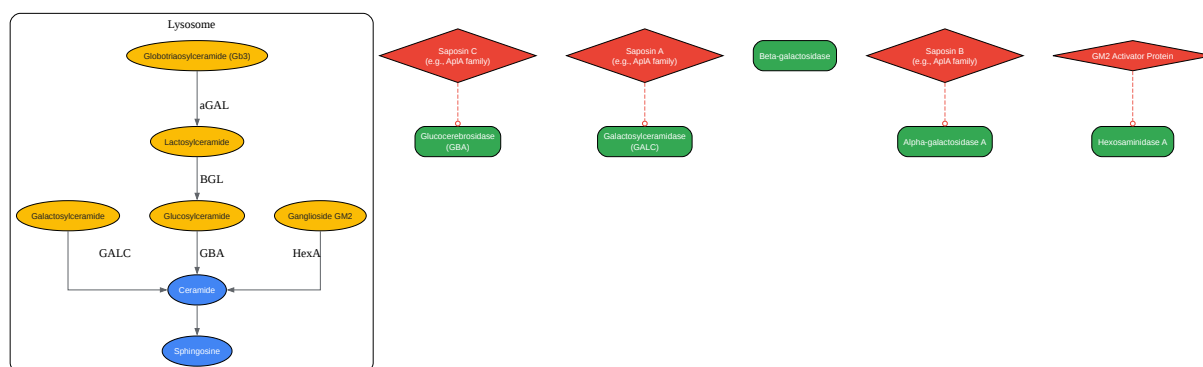 Lysosome
Globotriaosylceramide (Gb3)
aGAL
Lactosylceramide
BGL
Galactosylceramide
Glucosylceramide
Ganglioside GM2
GALC
GBA
HexA
Ceramide
Sphingosine
Saposin C
(e.g., AplA family)
Glucocerebrosidase
(GBA)
Saposin A
(e.g., AplA family)
Galactosylceramidase
(GALC)
Beta-galactosidase
Saposin B
(e.g., AplA family)
Alpha-galactosidase A
GM2 Activator Protein
Hexosaminidase A